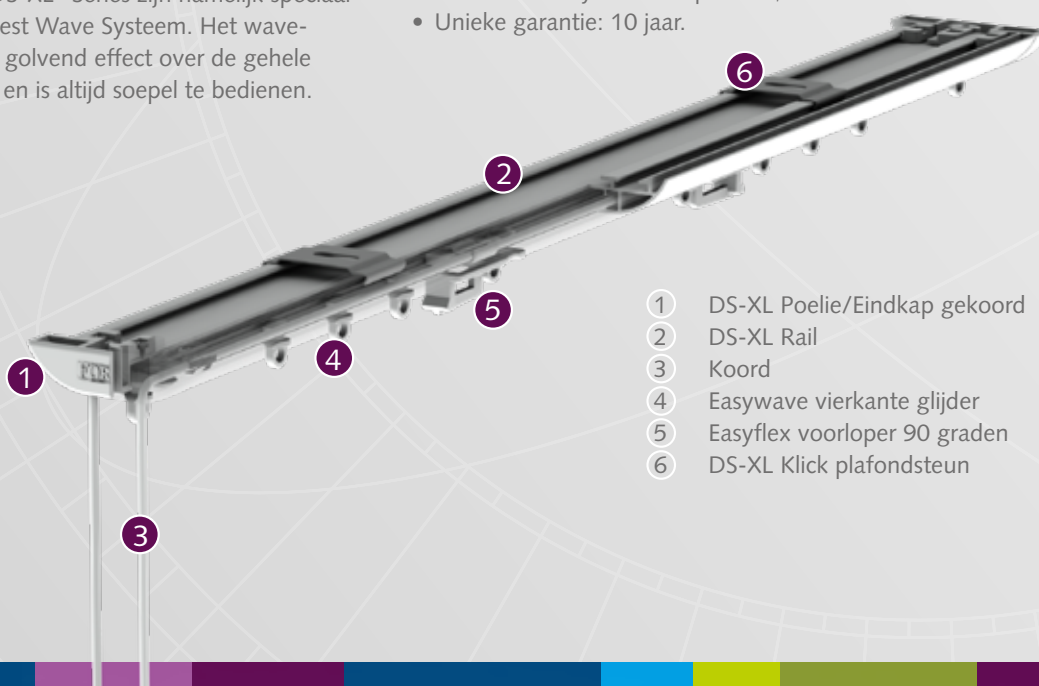 est Wave Systeem. Het wave-
golvend effect over de gehele
en is altijd soepel te bedienen.
• Unieke garantie: 10 jaar.
6
2
5
4
1
3
1 DS-XL Poelie/Eindkap gekoord
2 DS-XL Rail
3 Koord
4 Easywave vierkante glijder
5 Easyflex voorloper 90 graden
6 DS-XL Klick plafondsteun